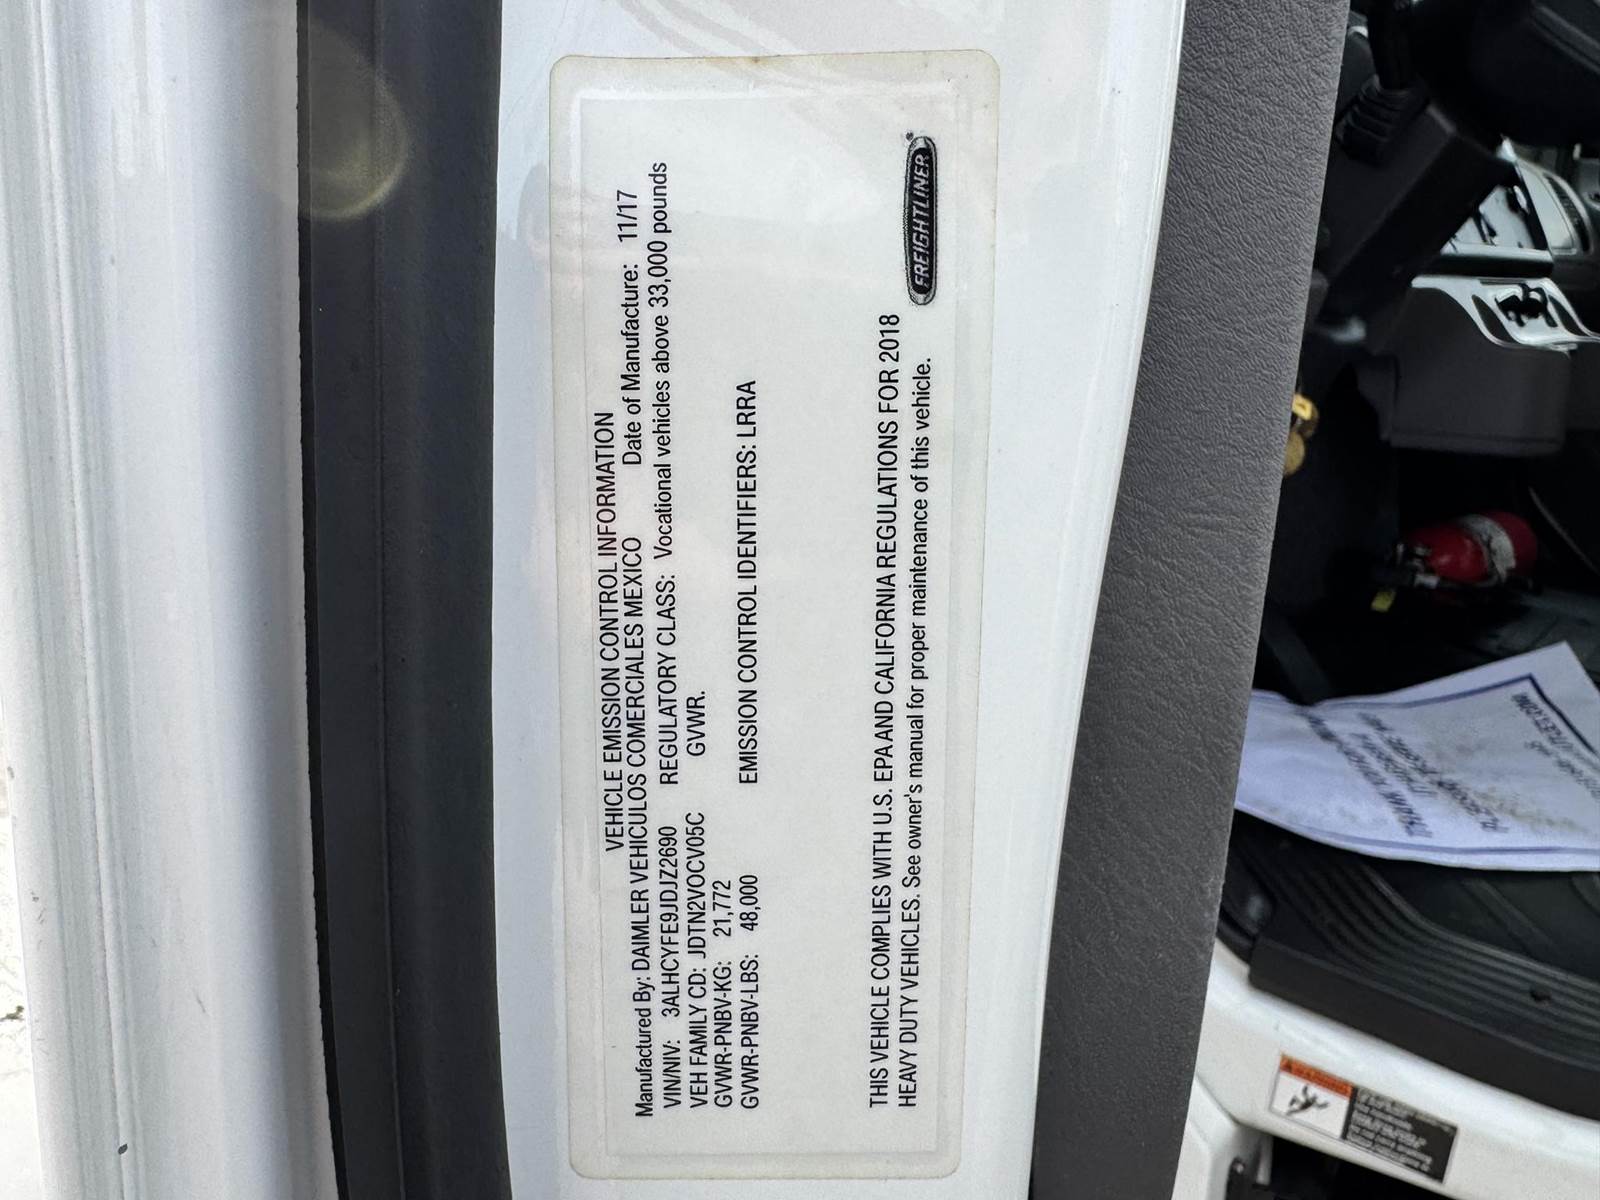 VEHICLE EMISSION CONTROL INFORMATION
Manufactured By: DAIMLER VEHICULOS COMERCIALES MEXICO Date of Manufacture: 11/17
VIN/NIV: 3ALHCYFE9JDJZ2690 REGULATORY CLASS: Vocational vehicles above 33,000 pounds
VEH FAMILY CD: JDTN2VOCV05C GVWR.
GVWR-PNBV-KG: 21,772
GVWR-PNBV-LBS: 48,000 EMISSION CONTROL IDENTIFIERS: LRRA
THIS VEHICLE COMPLIES WITH U.S. EPA AND CALIFORNIA REGULATIONS FOR 2018
HEAVY DUTY VEHICLES. See owner's manual for proper maintenance of this vehicle.
FREIGHTLINER®